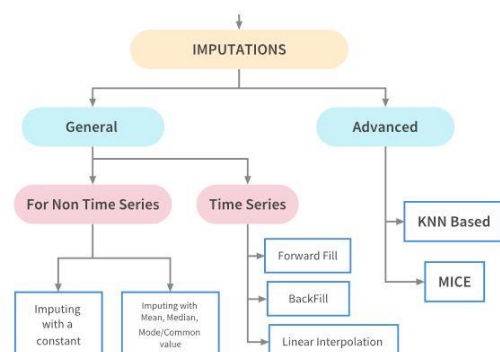 IMPUTATIONS
General
Advanced
For Non Time Series
Time Series
KNN Based
Forward Fill
MICE
BackFill
Imputing
with a
constant
Imputing with
Mean, Median,
Mode/Common
value
Linear Interpolation